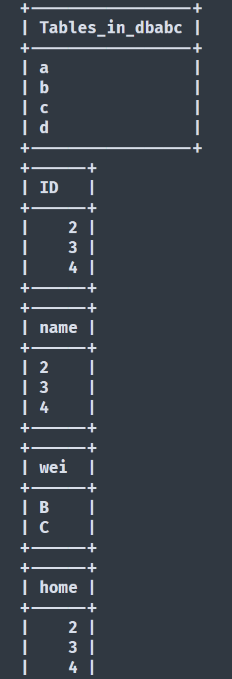 +-----------------+
| Tables_in_dbabc |
+-----------------+
| a               |
| b               |
| c               |
| d               |
+-----------------+
+------+
| ID   |
+------+
|    2 |
|    3 |
|    4 |
+------+
+------+
| name |
+------+
| 2    |
| 3    |
| 4    |
+------+
+------+
| wei  |
+------+
| B    |
| C    |
+------+
+------+
| home |
+------+
|    2 |
|    3 |
|    4 |